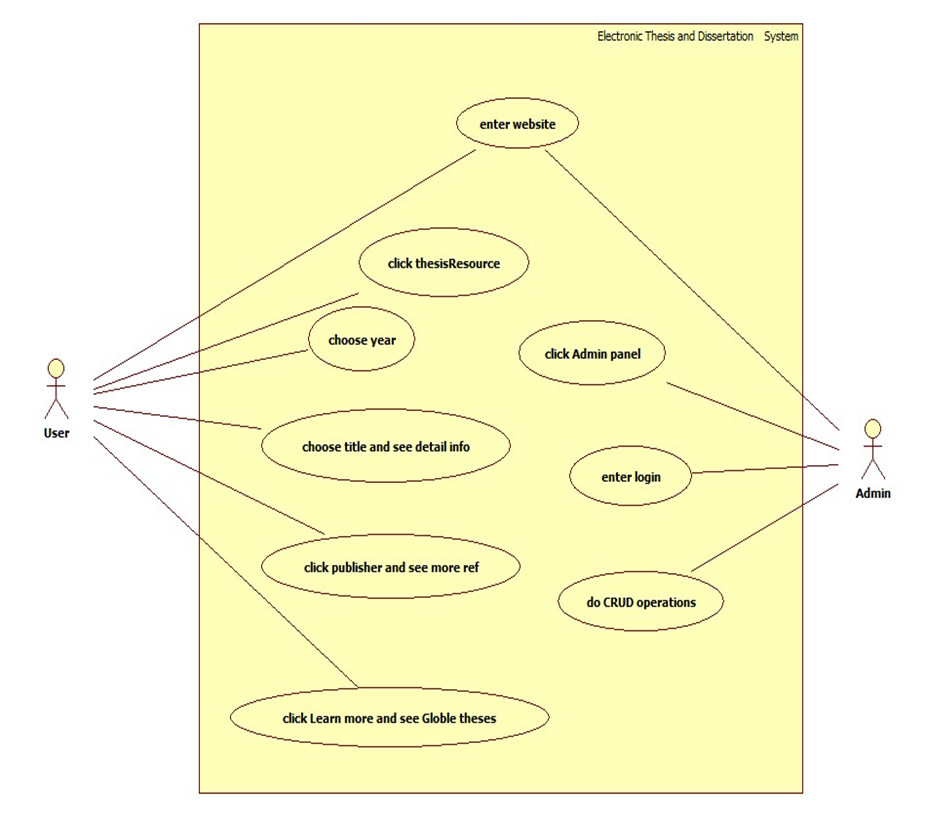 Electronic Thesis and Dissertation System
enter website
click thesisResource
choose year
click Admin panel
User
choose title and see detail info
enter login
Admin
click publisher and see more ref
do CRUD operations
click Learn more and see Globle theses